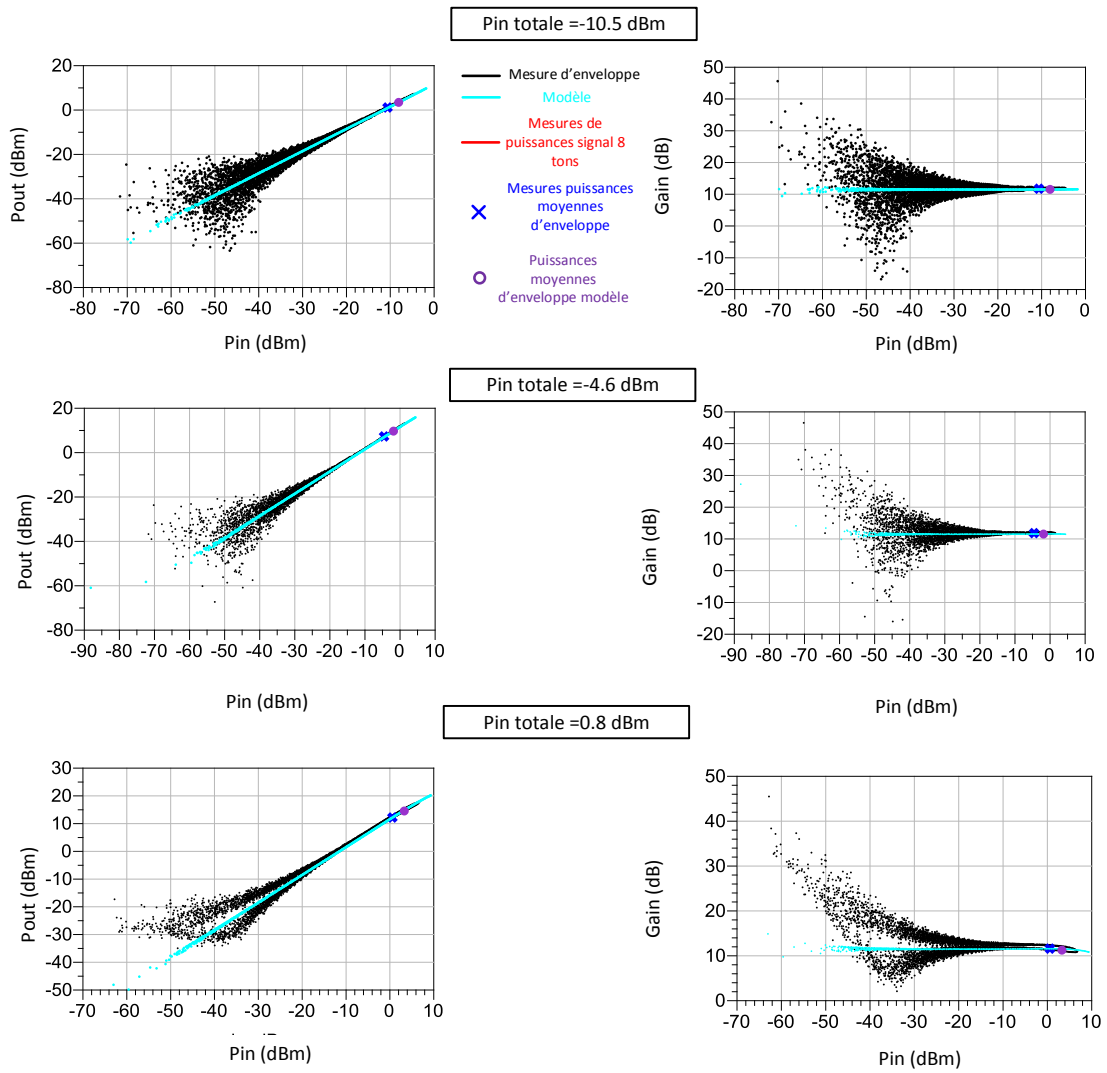 Pin totale =-10.5 dBm
20
0
-20
-40
-60
-80
-80 -70 -60 -50 -40 -30 -20 -10 0
Pout (dBm)
Pin (dBm)
Mesure d'enveloppe
Modèle
Mesures de
puissances signal 8
tons
Mesures puissances
moyennes
d'enveloppe
Puissances
moyennes
d'enveloppe modèle
50
40
30
20
10
0
-10
-20
-80 -70 -60 -50 -40 -30 -20 -10 0
Gain (dB)
Pin (dBm)
Pin totale =-4.6 dBm
20
0
-20
-40
-60
-80
-90 -80 -70 -60 -50 -40 -30 -20 -10 0 10
Pout (dBm)
Pin (dBm)
50
40
30
20
10
0
-10
-20
-90 -80 -70 -60 -50 -40 -30 -20 -10 0 10
Gain (dB)
Pin (dBm)
Pin totale =0.8 dBm
30
20
10
0
-10
-20
-30
-40
-50
-70 -60 -50 -40 -30 -20 -10 0 10
Pout (dBm)
Pin (dBm)
50
40
30
20
10
0
-70 -60 -50 -40 -30 -20 -10 0 10
Gain (dB)
Pin (dBm)